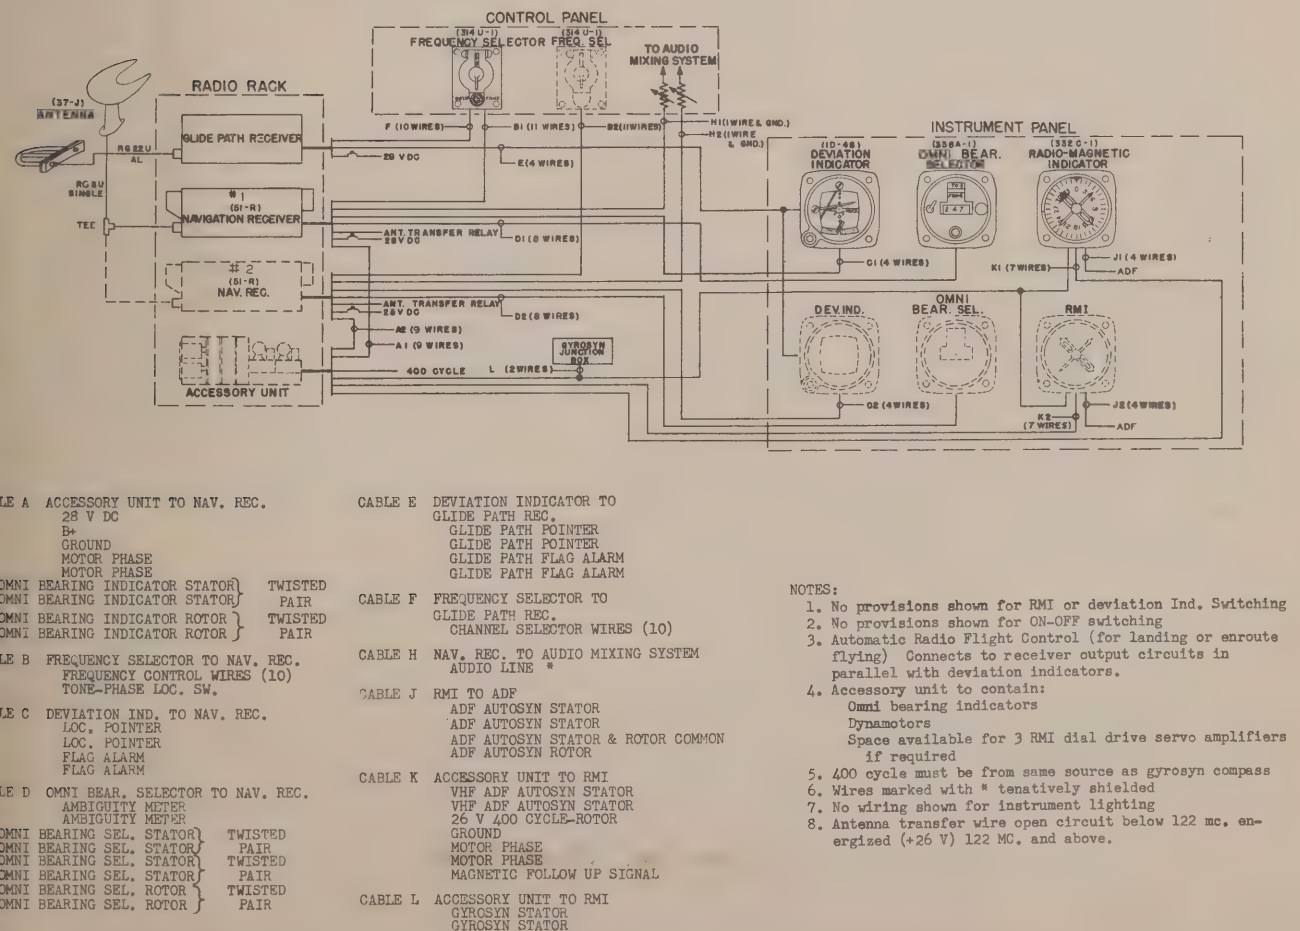 CONTROL PANEL
(314 U-1)
(314 U-1)
FREQUENCY SELECTOR
FREQ. SEL
TO AUDIO
MIXING SYSTEM
RADIO RACK
(37-J)
ANTENNA
GLIDE PATH RECEIVER
RG 22U
AL
RG 8U
SINGLE
TEE
# 1
(51-R)
NAVIGATION RECEIVER
# 2
(51-R)
NAV. REC.
ACCESSORY UNIT
F (10 WIRES)
B1 (11 WIRES)
B2 (11 WIRES)
H1 (1 WIRE & GND.)
H2 (1 WIRE
& GND.)
28 V DC
E (4 WIRES)
ANT. TRANSFER RELAY
28V DC
D1 (8 WIRES)
ANT. TRANSFER RELAY
28V DC
D2 (8 WIRES)
A2 (9 WIRES)
A1 (9 WIRES)
400 CYCLE
L (2 WIRES)
GYROSYN
JUNCTION
BOX
INSTRUMENT PANEL
(ID-48)
DEVIATION
INDICATOR
(336A-1)
OMNI BEAR.
SELECTOR
(332 C-1)
RADIO-MAGNETIC
INDICATOR
2 4 7
C1 (4 WIRES)
K1 (7 WIRES)
J1 (4 WIRES)
ADF
DEV. IND.
OMNI
BEAR. SEL.
RMI
C2 (4 WIRES)
K2
(7 WIRES)
J2 (4 WIRES)
ADF
LE A ACCESSORY UNIT TO NAV. REC.
28 V DC
B+
GROUND
MOTOR PHASE
MOTOR PHASE
OMNI BEARING INDICATOR STATOR} TWISTED
OMNI BEARING INDICATOR STATOR} PAIR
OMNI BEARING INDICATOR ROTOR } TWISTED
OMNI BEARING INDICATOR ROTOR } PAIR
LE B FREQUENCY SELECTOR TO NAV. REC.
FREQUENCY CONTROL WIRES (10)
TONE-PHASE LOC. SW.
LE C DEVIATION IND. TO NAV. REC.
LOC. POINTER
LOC. POINTER
FLAG ALARM
FLAG ALARM
LE D OMNI BEAR. SELECTOR TO NAV. REC.
AMBIGUITY METER
AMBIGUITY METER
OMNI BEARING SEL. STATOR} TWISTED
OMNI BEARING SEL. STATOR} PAIR
OMNI BEARING SEL. STATOR} TWISTED
OMNI BEARING SEL. STATOR} PAIR
OMNI BEARING SEL. ROTOR } TWISTED
OMNI BEARING SEL. ROTOR } PAIR
CABLE E DEVIATION INDICATOR TO
GLIDE PATH REC.
GLIDE PATH POINTER
GLIDE PATH POINTER
GLIDE PATH FLAG ALARM
GLIDE PATH FLAG ALARM
CABLE F FREQUENCY SELECTOR TO
GLIDE PATH REC.
CHANNEL SELECTOR WIRES (10)
CABLE H NAV. REC. TO AUDIO MIXING SYSTEM
AUDIO LINE *
CABLE J RMI TO ADF
ADF AUTOSYN STATOR
ADF AUTOSYN STATOR
ADF AUTOSYN STATOR & ROTOR COMMON
ADF AUTOSYN ROTOR
CABLE K ACCESSORY UNIT TO RMI
VHF ADF AUTOSYN STATOR
VHF ADF AUTOSYN STATOR
26 V 400 CYCLE-ROTOR
GROUND
MOTOR PHASE
MOTOR PHASE
MAGNETIC FOLLOW UP SIGNAL
CABLE L ACCESSORY UNIT TO RMI
GYROSYN STATOR
GYROSYN STATOR
NOTES:
1. No provisions shown for RMI or deviation Ind. Switching
2. No provisions shown for ON-OFF switching
3. Automatic Radio Flight Control (for landing or enroute
flying) Connects to receiver output circuits in
parallel with deviation indicators.
4. Accessory unit to contain:
Omni bearing indicators
Dynamotors
Space available for 3 RMI dial drive servo amplifiers
if required
5. 400 cycle must be from same source as gyrosyn compass
6. Wires marked with * tenatively shielded
7. No wiring shown for instrument lighting
8. Antenna transfer wire open circuit below 122 mc. en-
ergized (+26 V) 122 MC. and above.